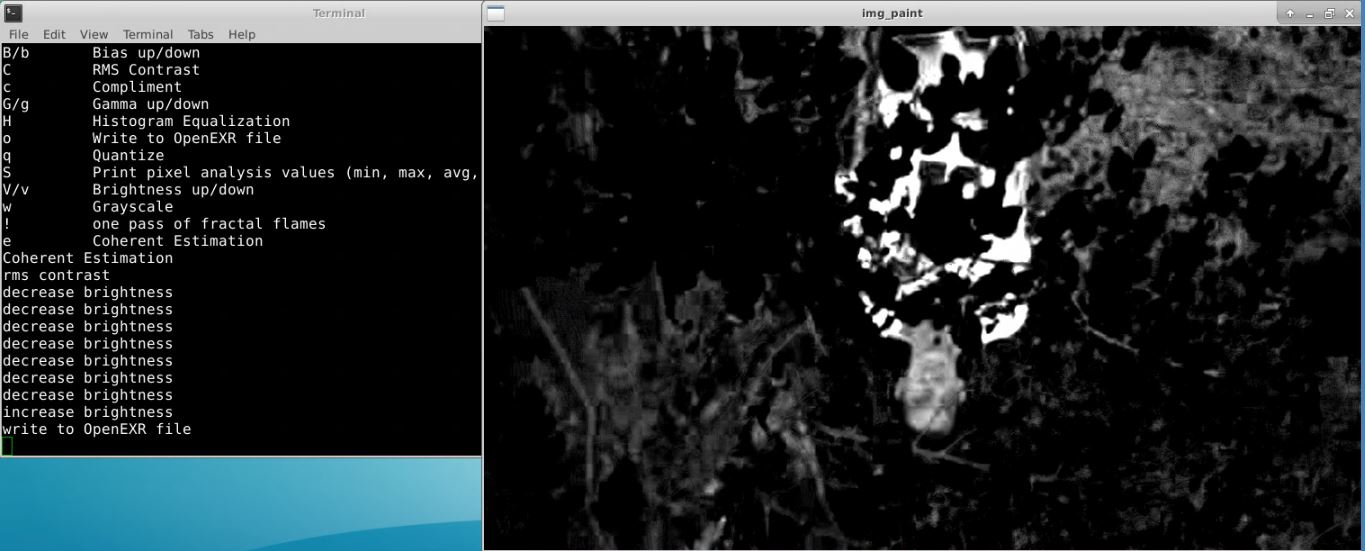 Terminal
File Edit View Terminal Tabs Help
B/b Bias up/down
C RMS Contrast
c Compliment
G/g Gamma up/down
H Histogram Equalization
o Write to OpenEXR file
q Quantize
S Print pixel analysis values (min, max, avg,
V/v Brightness up/down
w Grayscale
! one pass of fractal flames
e Coherent Estimation
Coherent Estimation
rms contrast
decrease brightness
decrease brightness
decrease brightness
decrease brightness
decrease brightness
decrease brightness
decrease brightness
increase brightness
write to OpenEXR file
img_paint